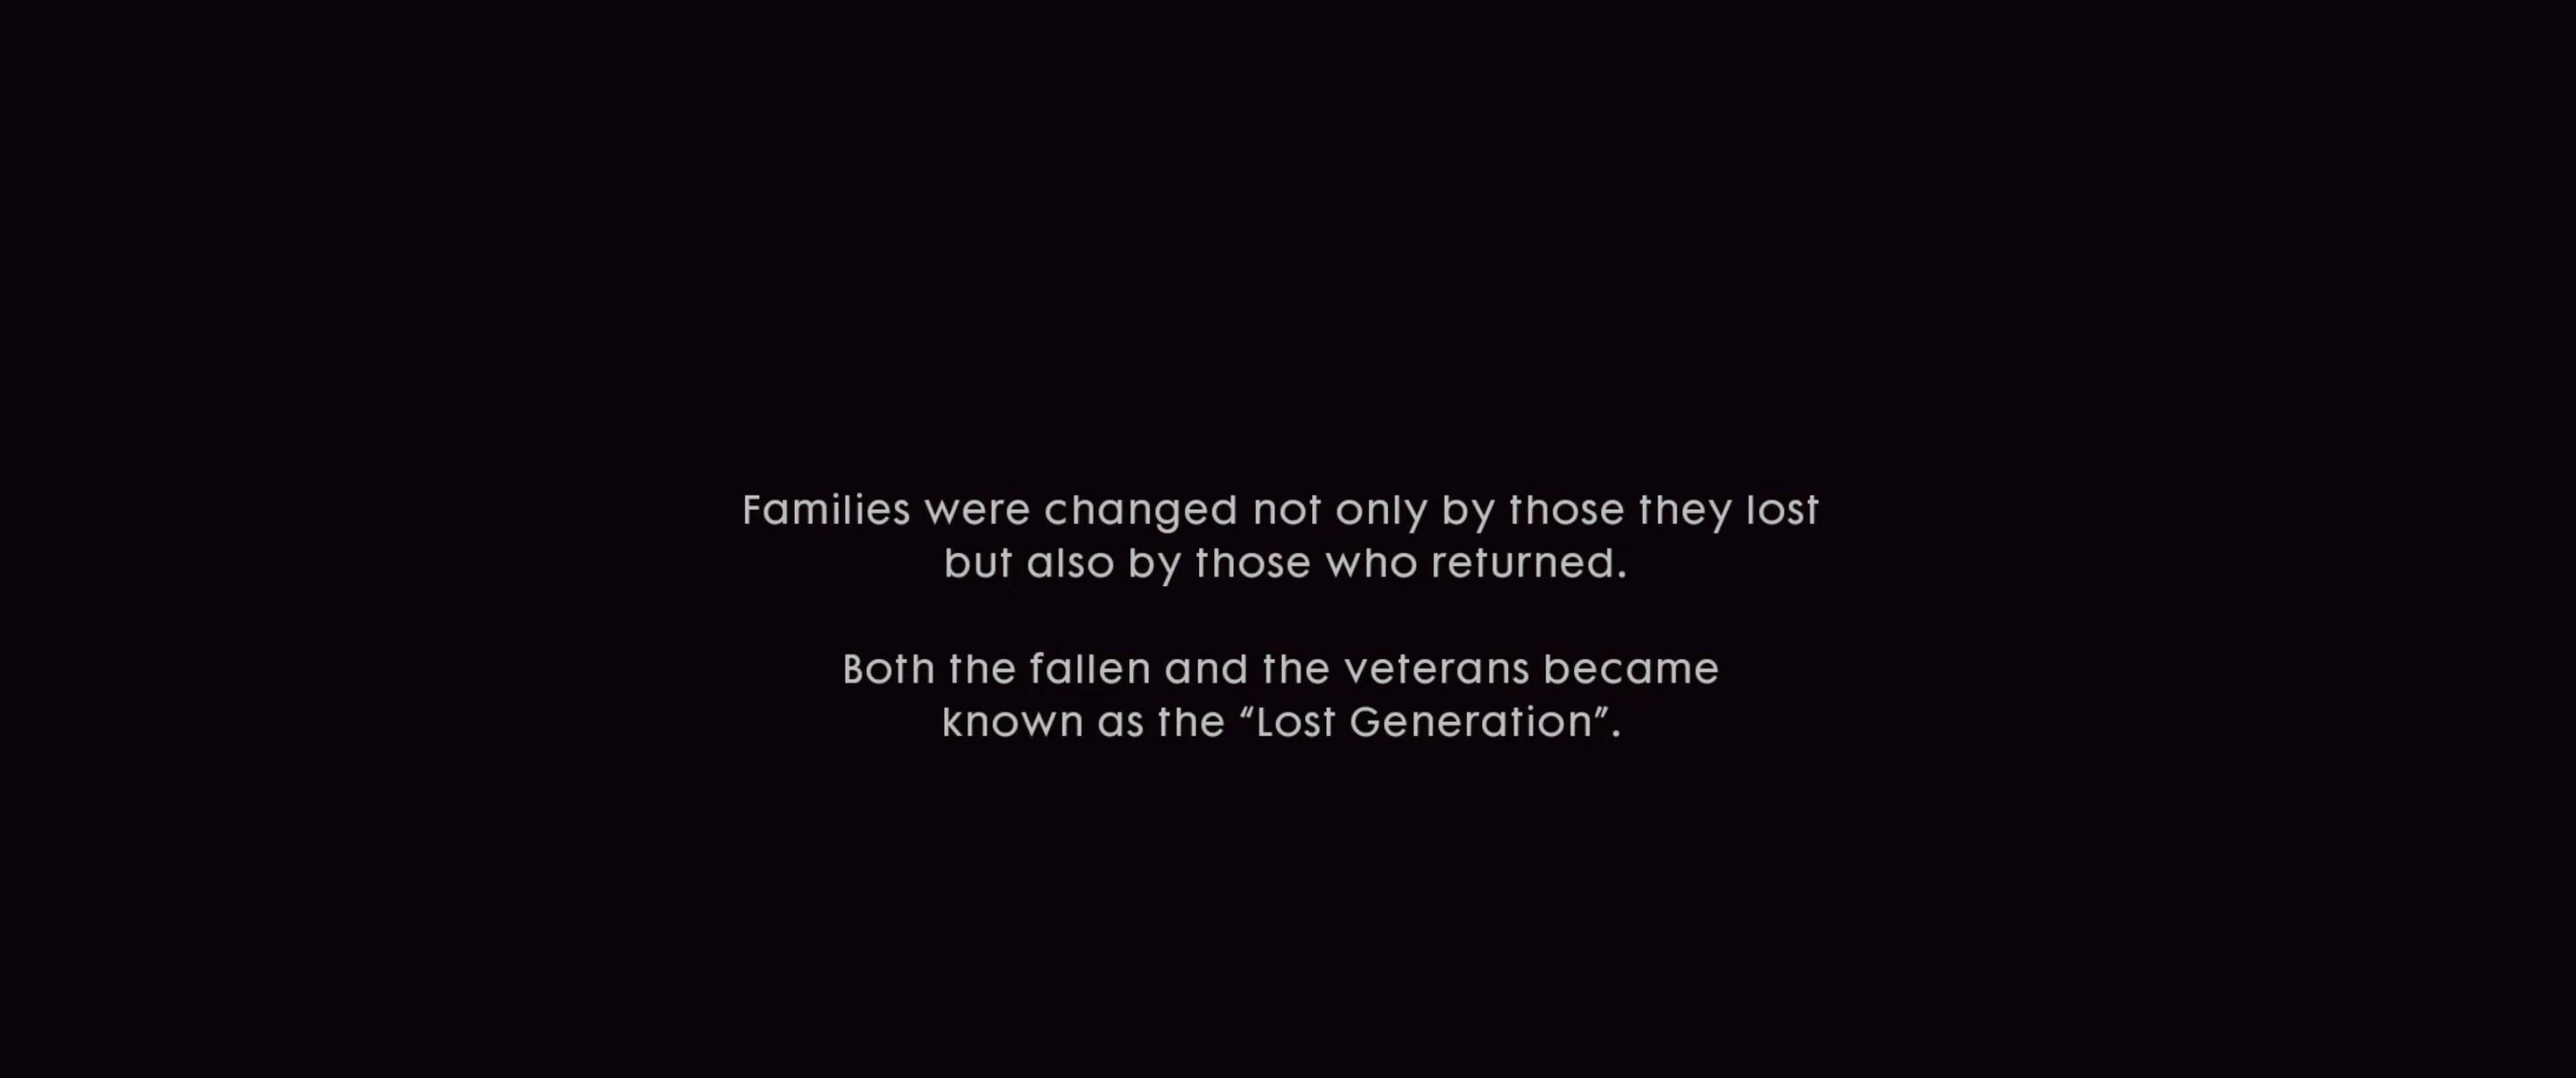 Families were changed not only by those they lost
but also by those who returned.
Both the fallen and the veterans became
known as the “Lost Generation”.